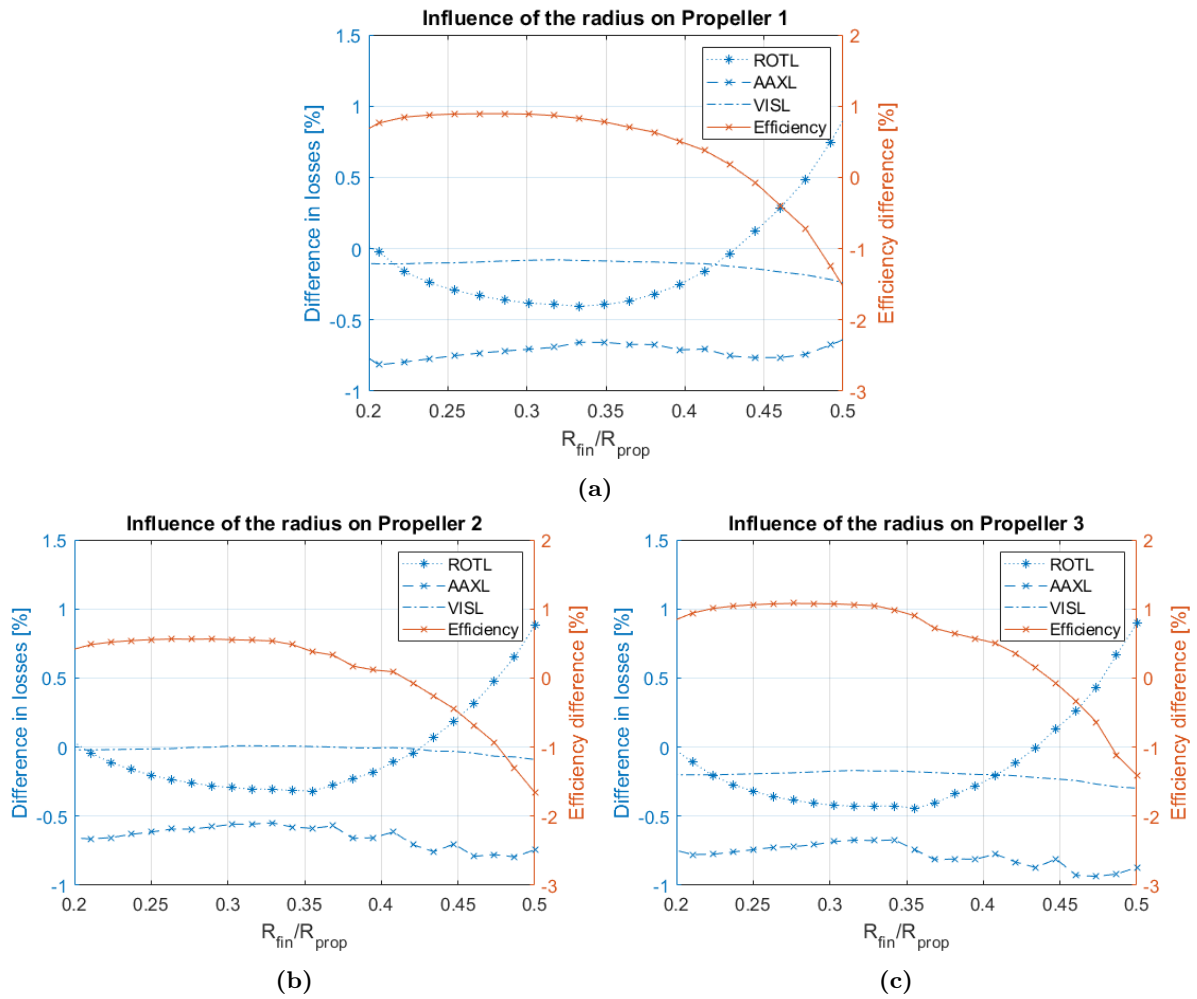 Influence of the radius on Propeller 1
1.5
1
0.5
0
-0.5
-1
Difference in losses [%]
2
1
0
-1
-2
-3
Efficiency difference [%]
ROTL
AAXL
VISL
Efficiency
0.2 0.25 0.3 0.35 0.4 0.45 0.5
R_fin/R_prop
(a)
Influence of the radius on Propeller 2
1.5
1
0.5
0
-0.5
-1
Difference in losses [%]
2
1
0
-1
-2
-3
Efficiency difference [%]
ROTL
AAXL
VISL
Efficiency
0.2 0.25 0.3 0.35 0.4 0.45 0.5
R_fin/R_prop
(b)
Influence of the radius on Propeller 3
1.5
1
0.5
0
-0.5
-1
Difference in losses [%]
2
1
0
-1
-2
-3
Efficiency difference [%]
ROTL
AAXL
VISL
Efficiency
0.2 0.25 0.3 0.35 0.4 0.45 0.5
R_fin/R_prop
(c)